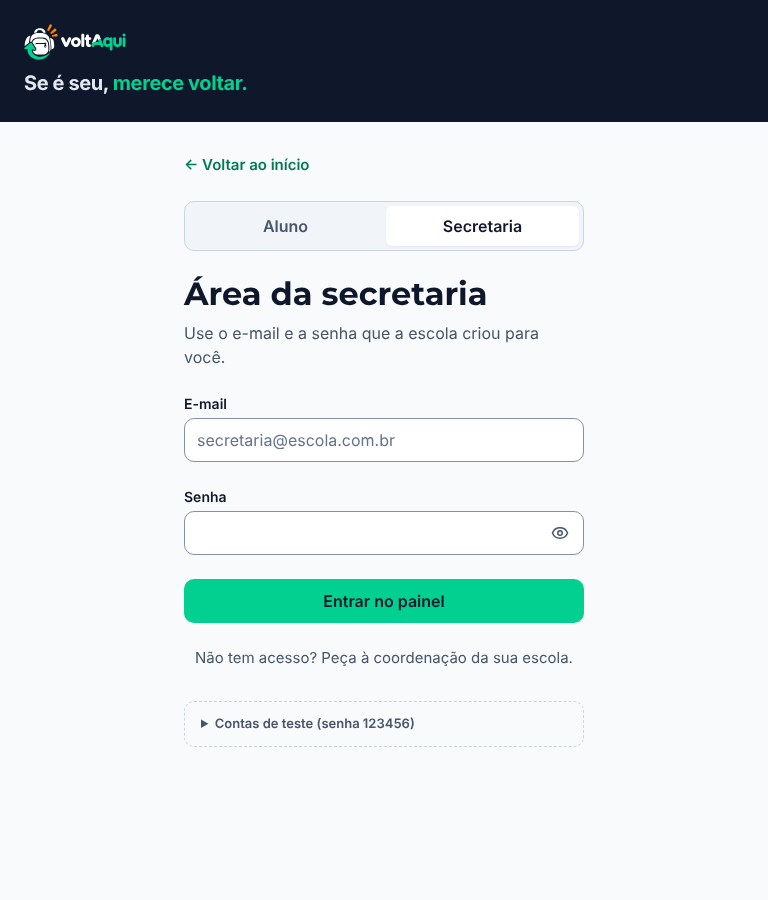 voltAqui
Se é seu, merece voltar.
← Voltar ao início
Aluno
Secretaria
Área da secretaria
Use o e-mail e a senha que a escola criou para
você.
E-mail
secretaria@escola.com.br
Senha
Entrar no painel
Não tem acesso? Peça à coordenação da sua escola.
▶ Contas de teste (senha 123456)